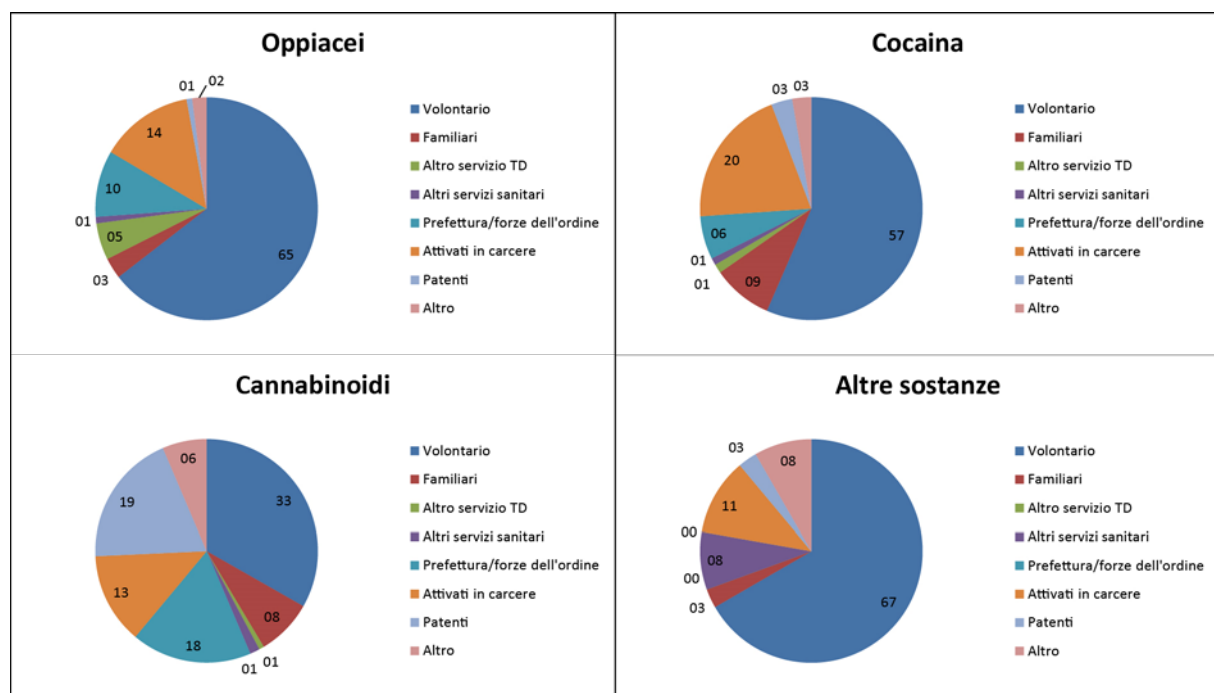 Oppiacei
01
02
14
10
01
05
03
65
Volontario
Familiari
Altro servizio TD
Altri servizi sanitari
Prefettura/forze dell'ordine
Attivati in carcere
Patenti
Altro
Cocaina
03
03
20
06
01
01
09
57
Volontario
Familiari
Altro servizio TD
Altri servizi sanitari
Prefettura/forze dell'ordine
Attivati in carcere
Patenti
Altro
Cannabinoidi
06
19
33
13
08
18
01
01
Volontario
Familiari
Altro servizio TD
Altri servizi sanitari
Prefettura/forze dell'ordine
Attivati in carcere
Patenti
Altro
Altre sostanze
03
08
11
00
08
00
03
67
Volontario
Familiari
Altro servizio TD
Altri servizi sanitari
Prefettura/forze dell'ordine
Attivati in carcere
Patenti
Altro